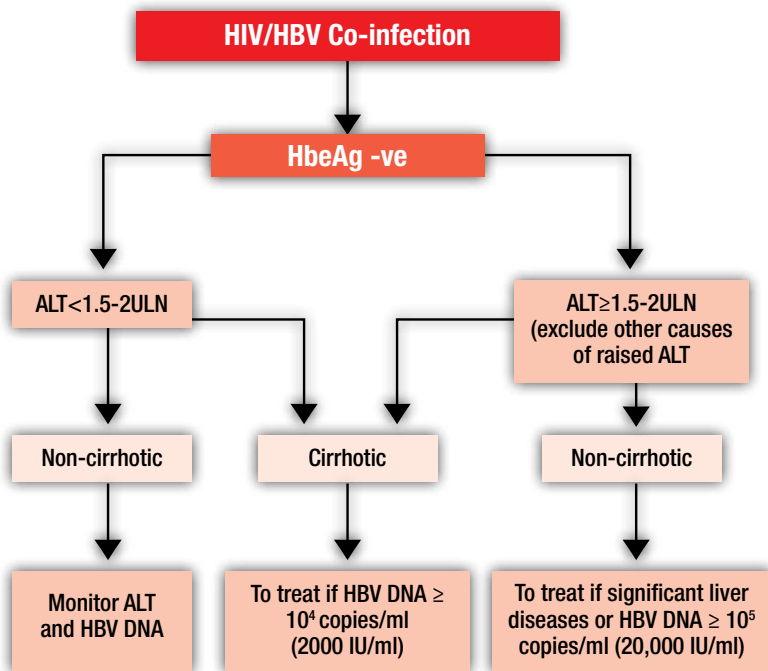 HIV/HBV Co-infection
HbeAg -ve
ALT<1.5-2ULN
ALT≥1.5-2ULN
(exclude other causes
of raised ALT
Non-cirrhotic
Cirrhotic
Non-cirrhotic
Monitor ALT
and HBV DNA
To treat if HBV DNA ≥
10⁴ copies/ml
(2000 IU/ml)
To treat if significant liver
diseases or HBV DNA ≥ 10⁵
copies/ml (20,000 IU/ml)